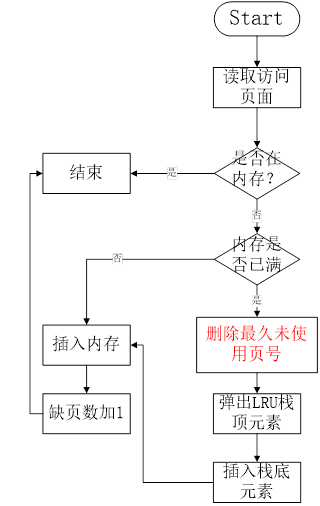 Start
读取访问
页面
是否在
内存？
是
结束
否
内存是
否已满
否
是
删除最久未使
用页号
插入内存
弹出LRU栈
顶元素
缺页数加1
插入栈底
元素